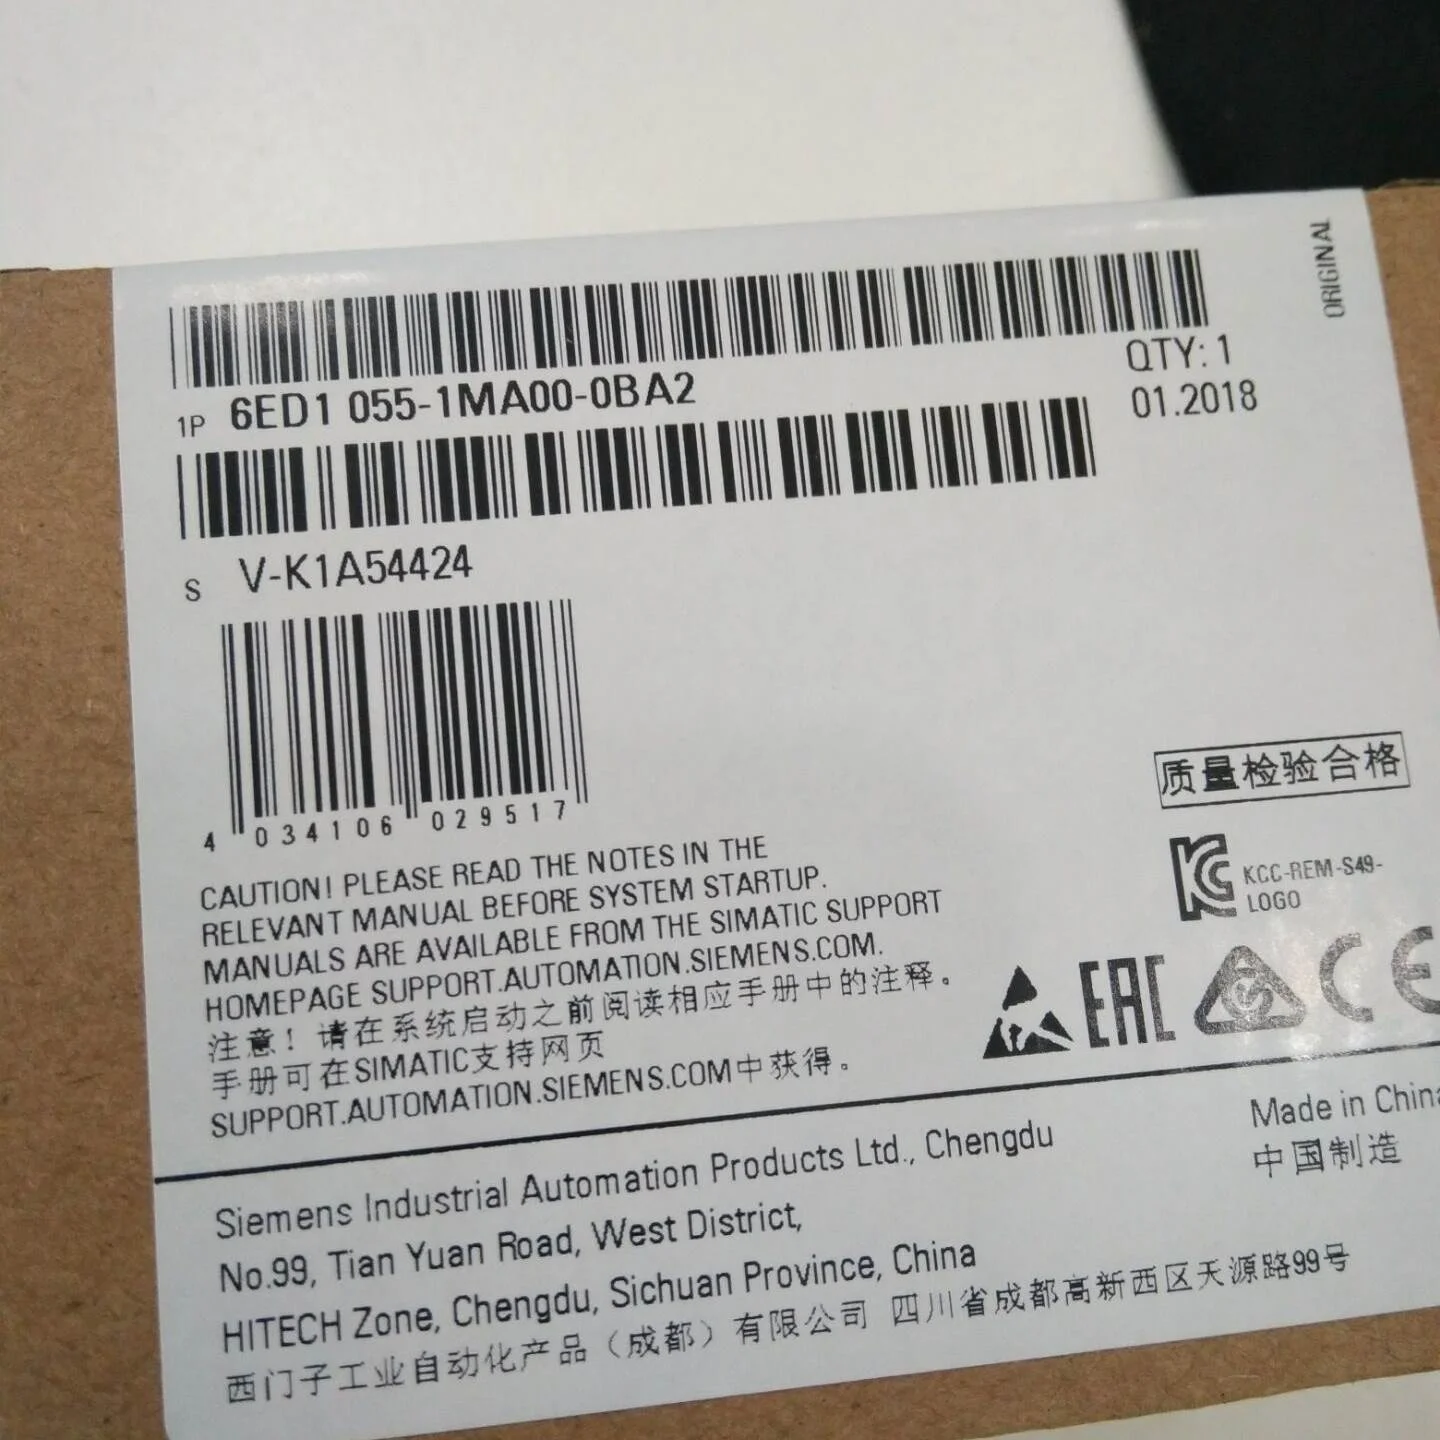 ORIGINAL
QTY: 1
1P 6ED1 055-1MA00-0BA2
01.2018
S V-K1A54424
4 034106 029517
质量检验合格
KCC-REM-S49-
LOGO
CAUTION! PLEASE READ THE NOTES IN THE
RELEVANT MANUAL BEFORE SYSTEM STARTUP.
MANUALS ARE AVAILABLE FROM THE SIMATIC SUPPORT
HOMEPAGE SUPPORT.AUTOMATION.SIEMENS.COM.
注意！请在系统启动之前阅读相应手册中的注释。
手册可在SIMATIC支持网页
SUPPORT.AUTOMATION.SIEMENS.COM中获得。
EAC CE
Made in China
中国制造
Siemens Industrial Automation Products Ltd., Chengdu
No.99, Tian Yuan Road, West District,
HITECH Zone, Chengdu, Sichuan Province, China
西门子工业自动化产品（成都）有限公司 四川省成都高新西区天源路99号